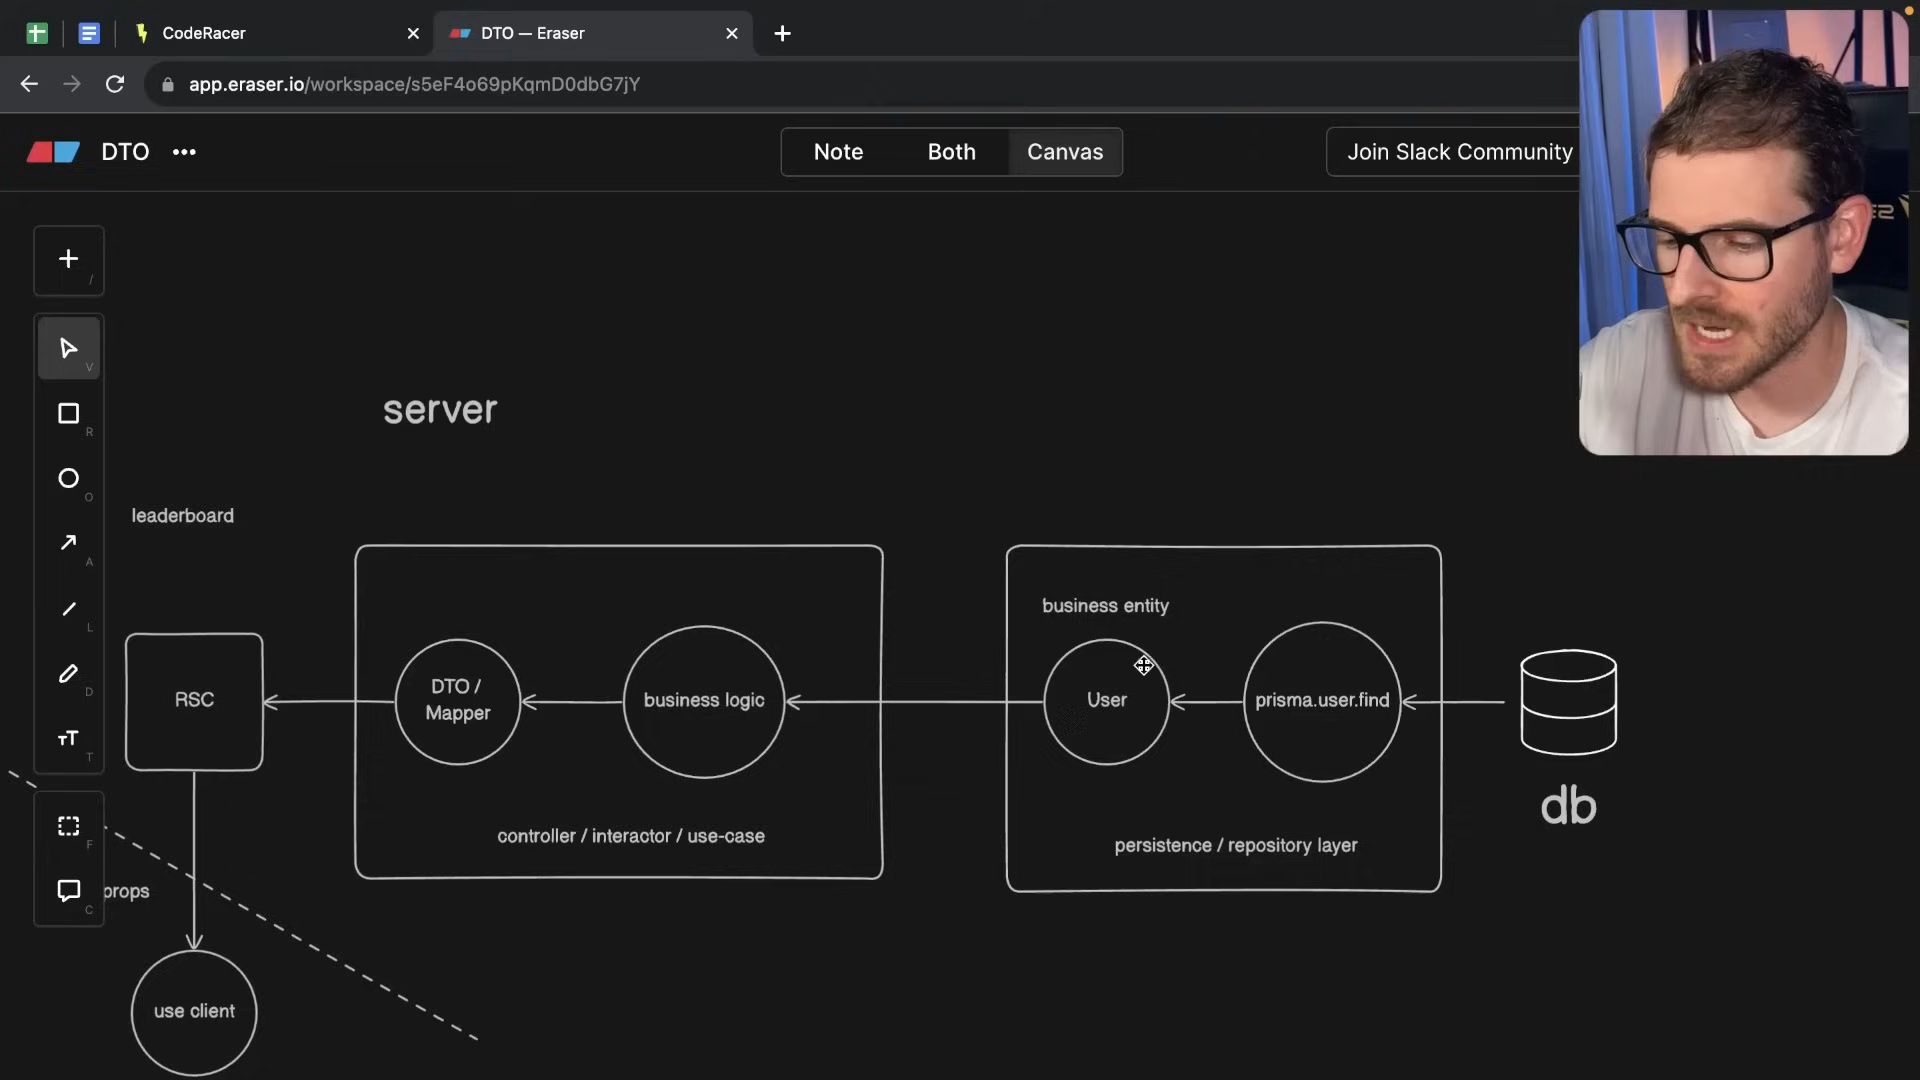 CodeRacer
DTO — Eraser
app.eraser.io/workspace/s5eF4o69pKqmD0dbG7jY
DTO
Note
Both
Canvas
Join Slack Community
/
V
R
O
A
L
D
T
F
C
server
leaderboard
RSC
DTO /
Mapper
business logic
controller / interactor / use-case
business entity
User
prisma.user.find
persistence / repository layer
db
props
use client